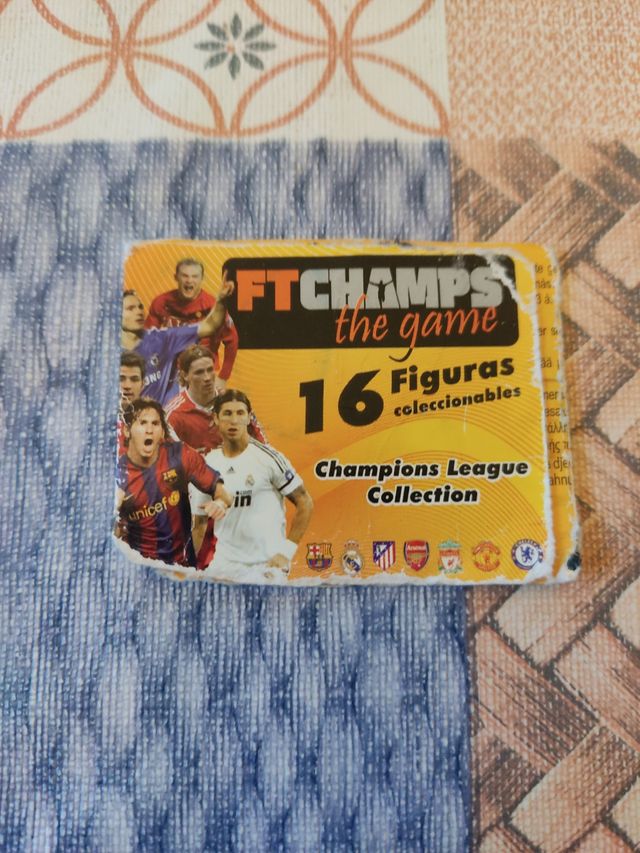 FTCHAMPS
the game
16 Figuras
coleccionables
Champions League
Collection
unicef